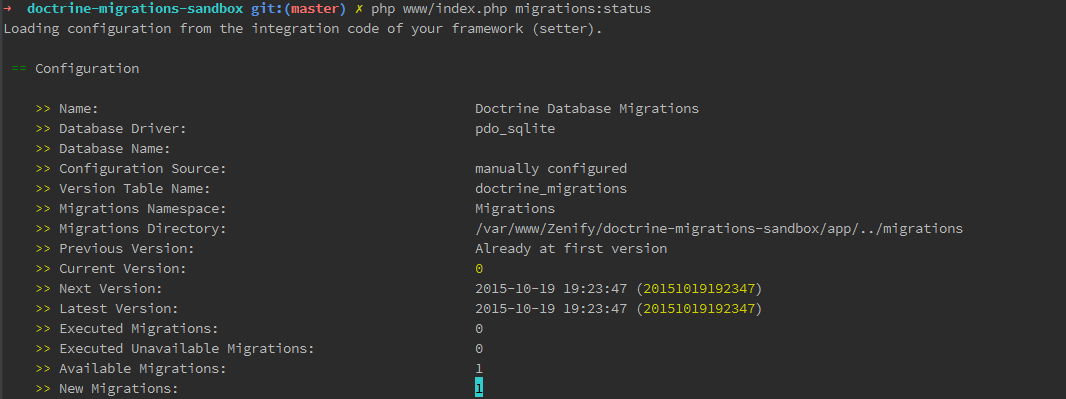 → doctrine-migrations-sandbox git:(master) ✗ php www/index.php migrations:status
Loading configuration from the integration code of your framework (setter).
== Configuration
>> Name: Doctrine Database Migrations
>> Database Driver: pdo_sqlite
>> Database Name:
>> Configuration Source: manually configured
>> Version Table Name: doctrine_migrations
>> Migrations Namespace: Migrations
>> Migrations Directory: /var/www/Zenify/doctrine-migrations-sandbox/app/../migrations
>> Previous Version: Already at first version
>> Current Version: 0
>> Next Version: 2015-10-19 19:23:47 (20151019192347)
>> Latest Version: 2015-10-19 19:23:47 (20151019192347)
>> Executed Migrations: 0
>> Executed Unavailable Migrations: 0
>> Available Migrations: 1
>> New Migrations: 1